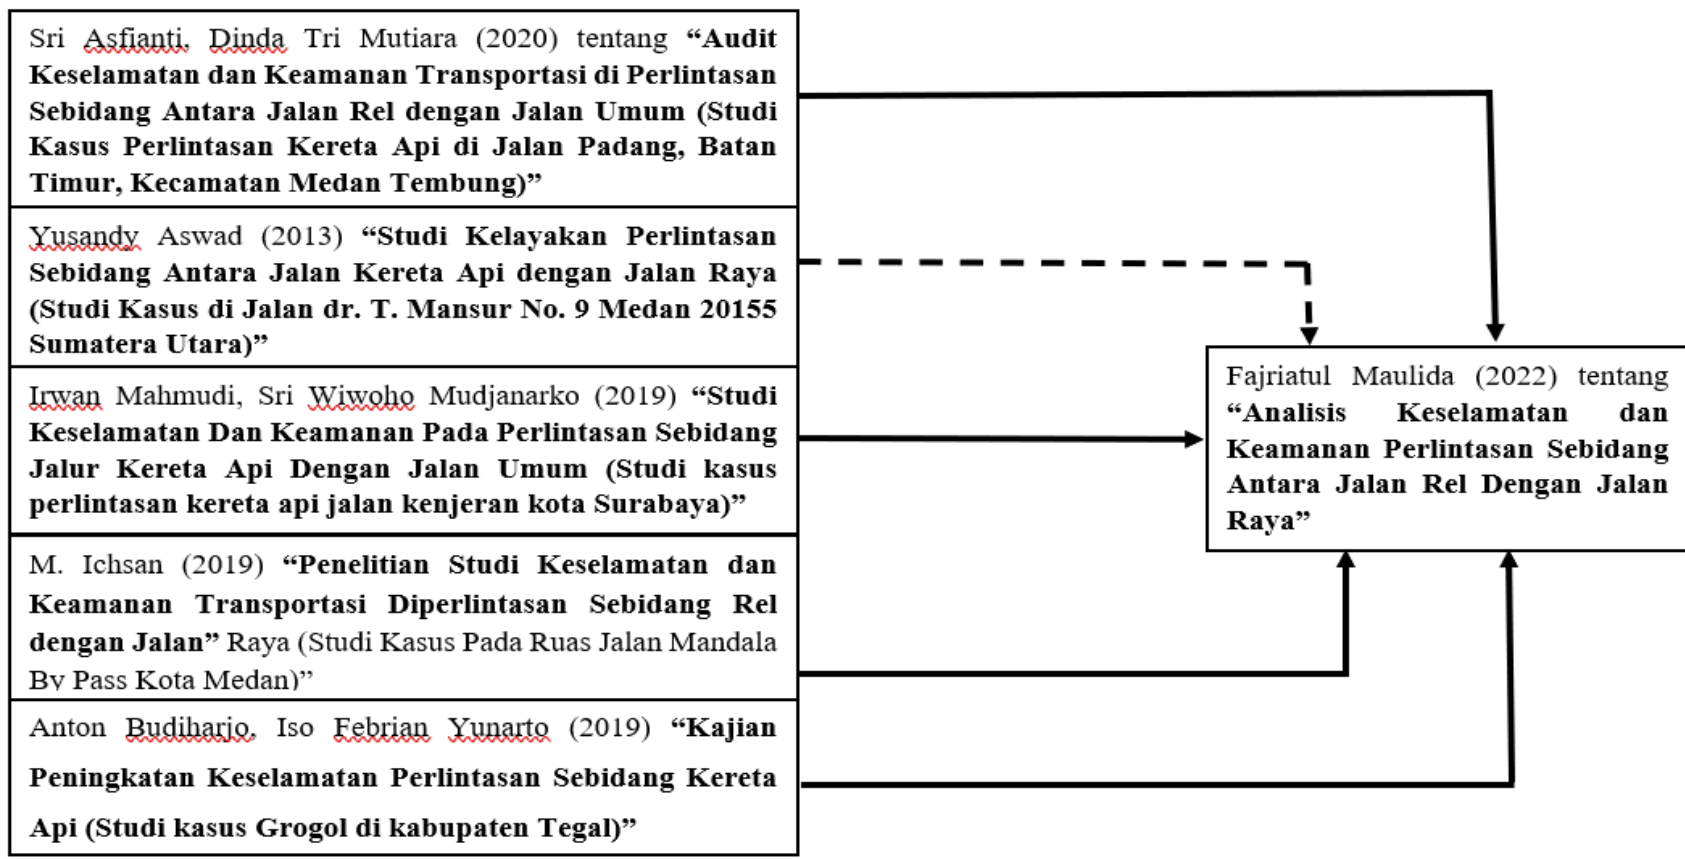 Sri Asfianti, Dinda Tri Mutiara (2020) tentang “Audit
Keselamatan dan Keamanan Transportasi di Perlintasan
Sebidang Antara Jalan Rel dengan Jalan Umum (Studi
Kasus Perlintasan Kereta Api di Jalan Padang, Batan
Timur, Kecamatan Medan Tembung)”
Yusandy Aswad (2013) “Studi Kelayakan Perlintasan
Sebidang Antara Jalan Kereta Api dengan Jalan Raya
(Studi Kasus di Jalan dr. T. Mansur No. 9 Medan 20155
Sumatera Utara)”
Irwan Mahmudi, Sri Wiwoho Mudjanarko (2019) “Studi
Keselamatan Dan Keamanan Pada Perlintasan Sebidang
Jalur Kereta Api Dengan Jalan Umum (Studi kasus
perlintasan kereta api jalan kenjeran kota Surabaya)”
M. Ichsan (2019) “Penelitian Studi Keselamatan dan
Keamanan Transportasi Diperlintasan Sebidang Rel
dengan Jalan” Raya (Studi Kasus Pada Ruas Jalan Mandala
By Pass Kota Medan)”
Anton Budiharjo, Iso Febrian Yunarto (2019) “Kajian
Peningkatan Keselamatan Perlintasan Sebidang Kereta
Api (Studi kasus Grogol di kabupaten Tegal)”
Fajriatul Maulida (2022) tentang
“Analisis Keselamatan dan
Keamanan Perlintasan Sebidang
Antara Jalan Rel Dengan Jalan
Raya”